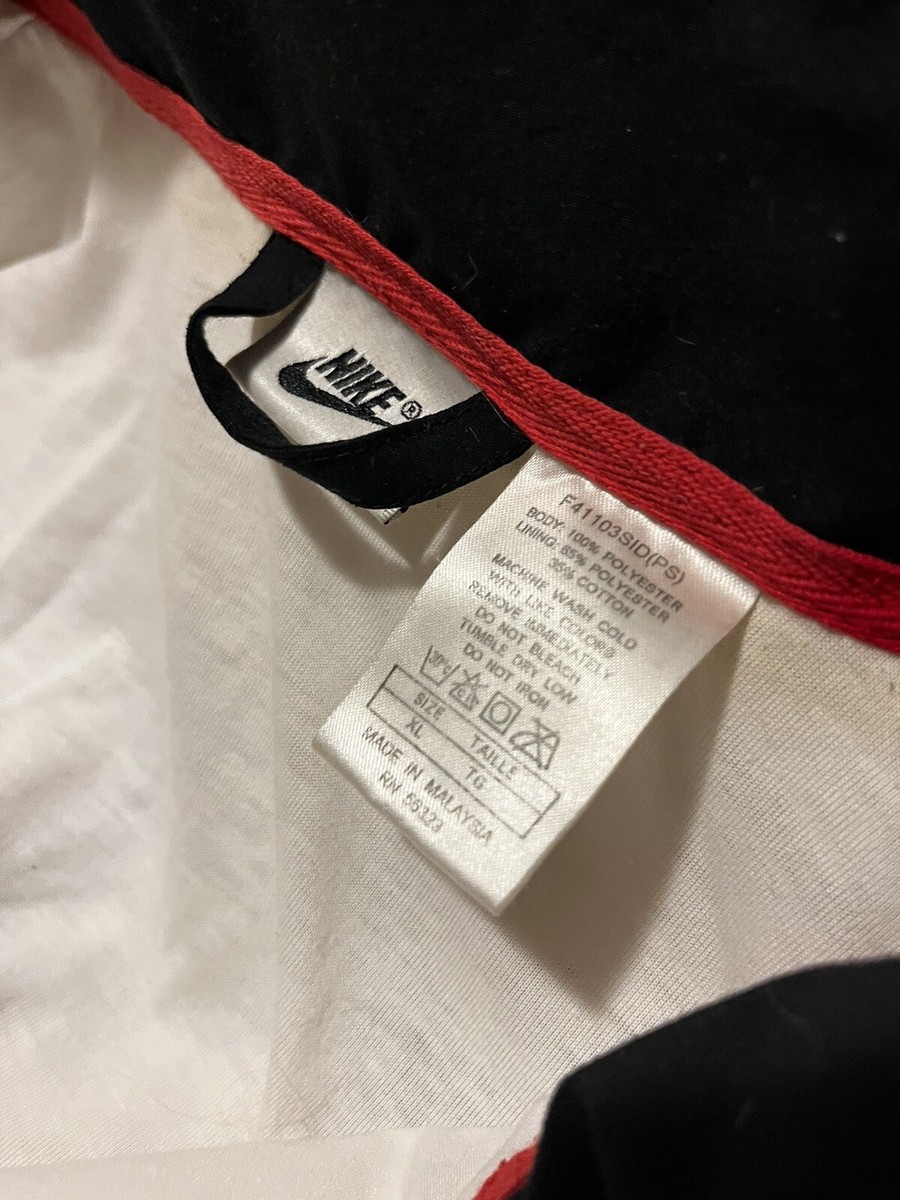 NIKE®
F41103SID(PS)
BODY: 100% POLYESTER
LINING: 65% POLYESTER
35% COTTON
MACHINE WASH COLD
WITH LIKE COLORS
REMOVE IMMEDIATELY
DO NOT BLEACH
TUMBLE DRY LOW
DO NOT IRON
30°
SIZE TAILLE
XL TG
MADE IN MALAYSIA
RN 56323